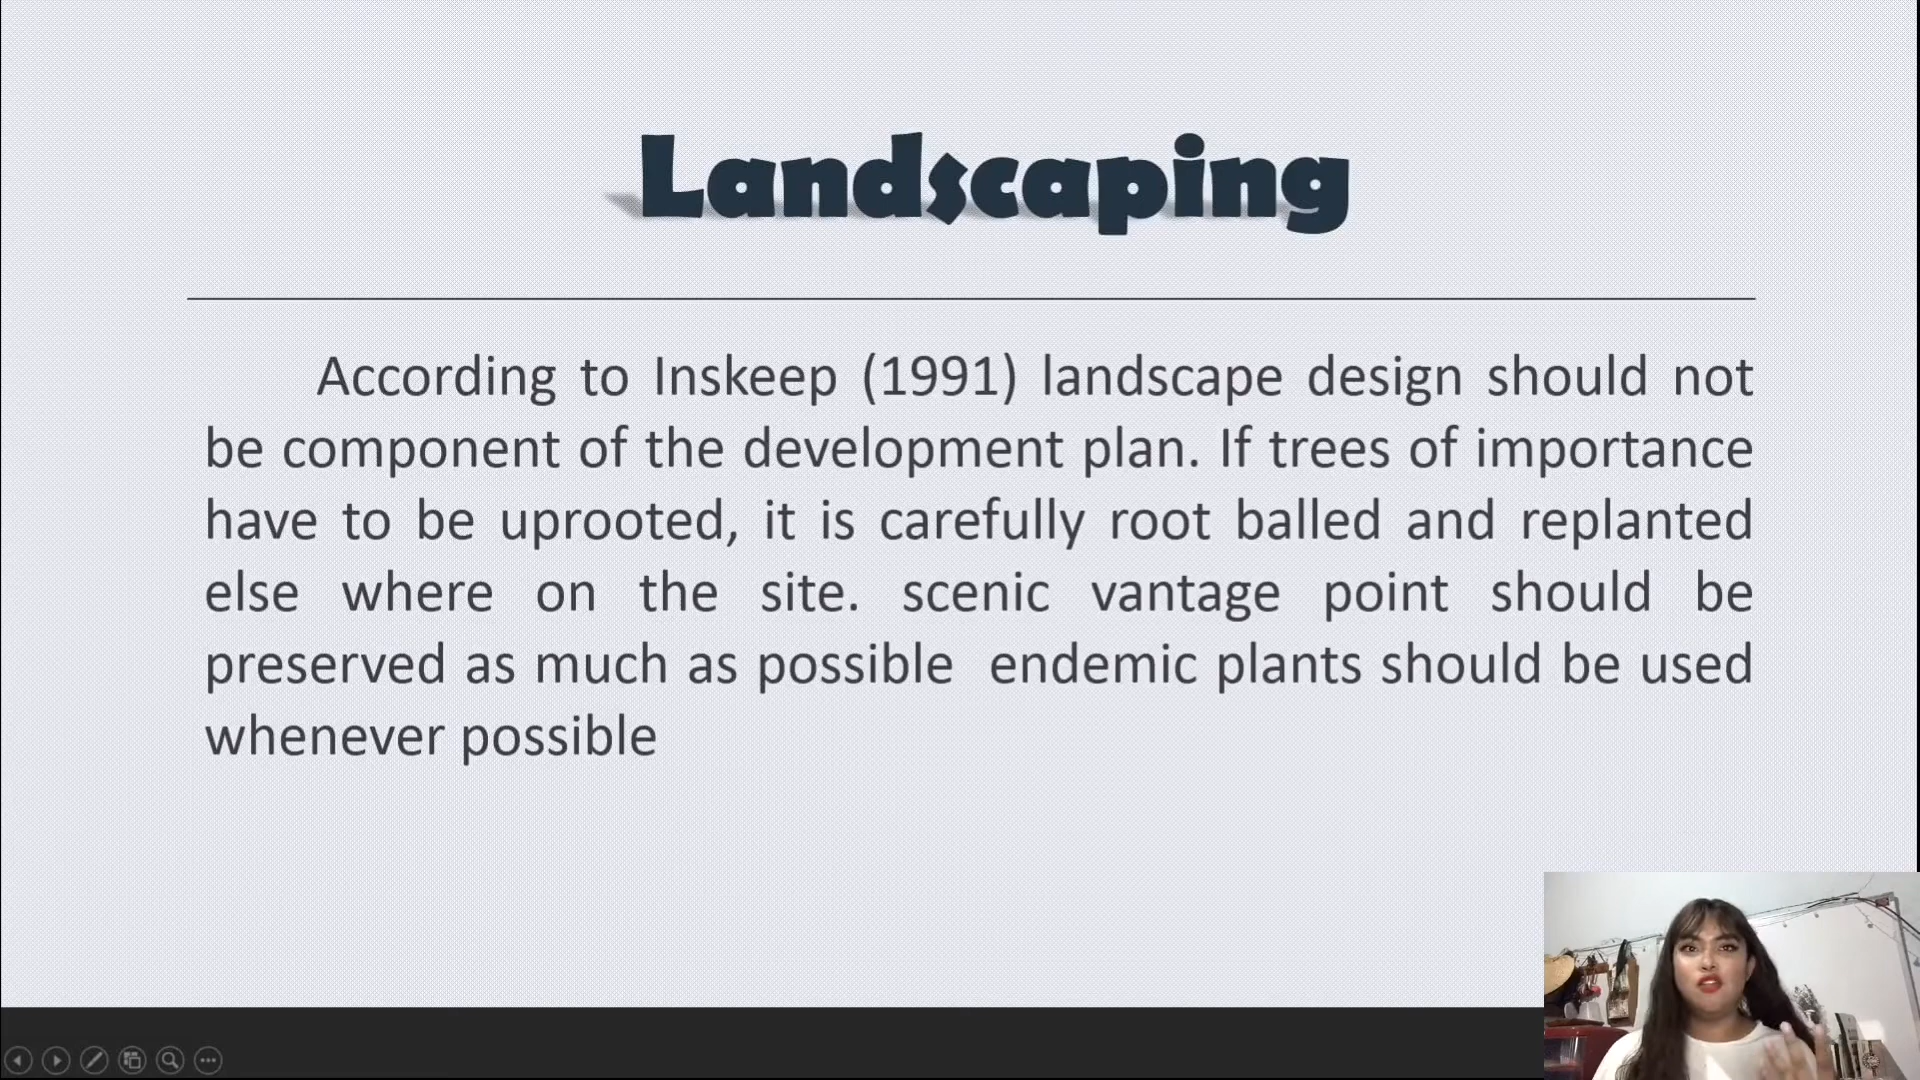 Landscaping
According to Inskeep (1991) landscape design should not
be component of the development plan. If trees of importance
have to be uprooted, it is carefully root balled and replanted
else where on the site. scenic vantage point should be
preserved as much as possible  endemic plants should be used
whenever possible